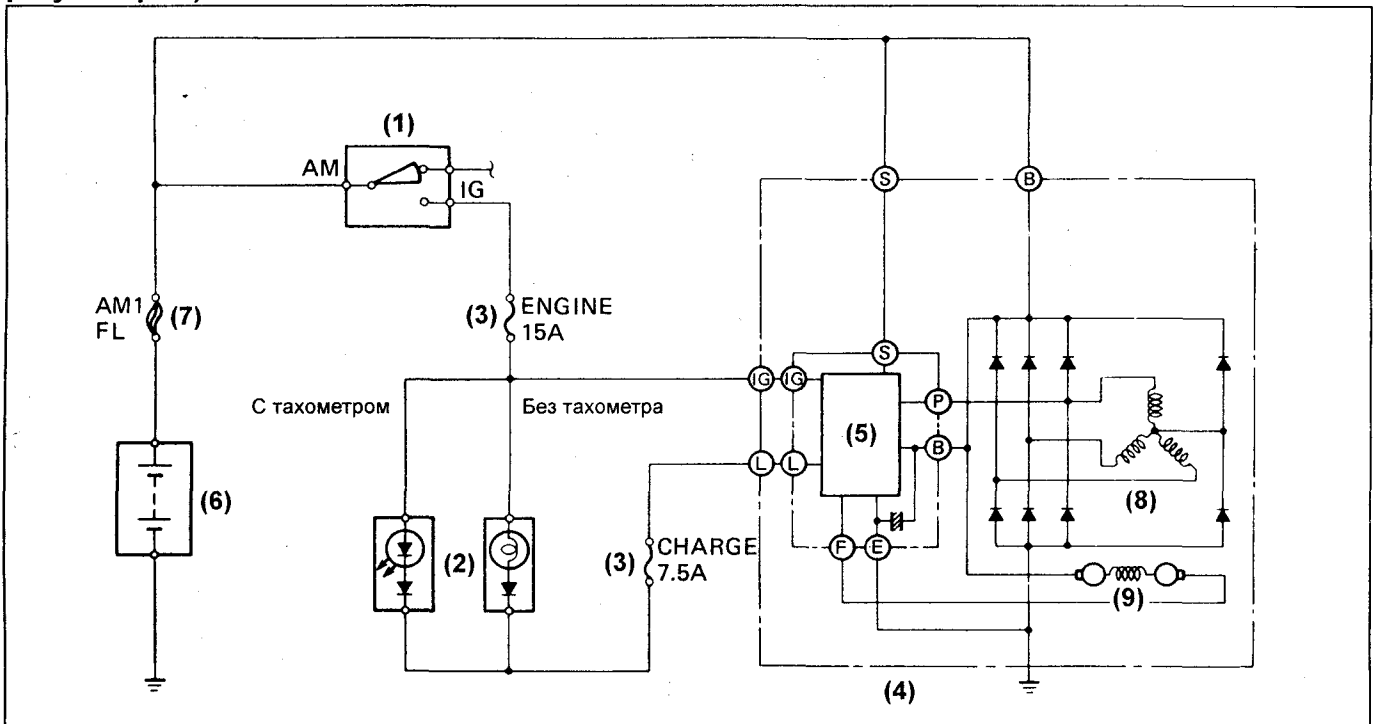 (1)
AM
IG
S
B
AM1
FL
(7)
(3)
ENGINE
15A
С тахометром
Без тахометра
IG
IG
S
P
(5)
B
L
L
(6)
(2)
(3)
CHARGE
7.5A
F
E
(8)
(9)
(4)